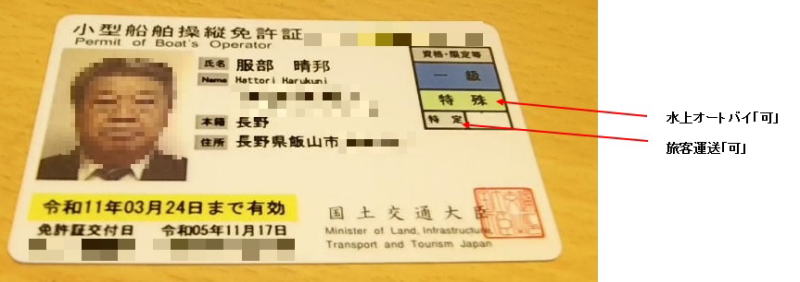 小型船舶操縦免許証
Permit of Boat's Operator
氏名 服部 晴邦
Name Hattori Harukuni
本籍 長野
住所 長野県飯山市
資格・限定等
一級
特殊
特定
令和11年03月24日まで有効
免許証交付日 令和05年11月17日
国土交通大臣
Minister of Land, Infrastructure,
Transport and Tourism Japan
水上オートバイ「可」
旅客運送「可」